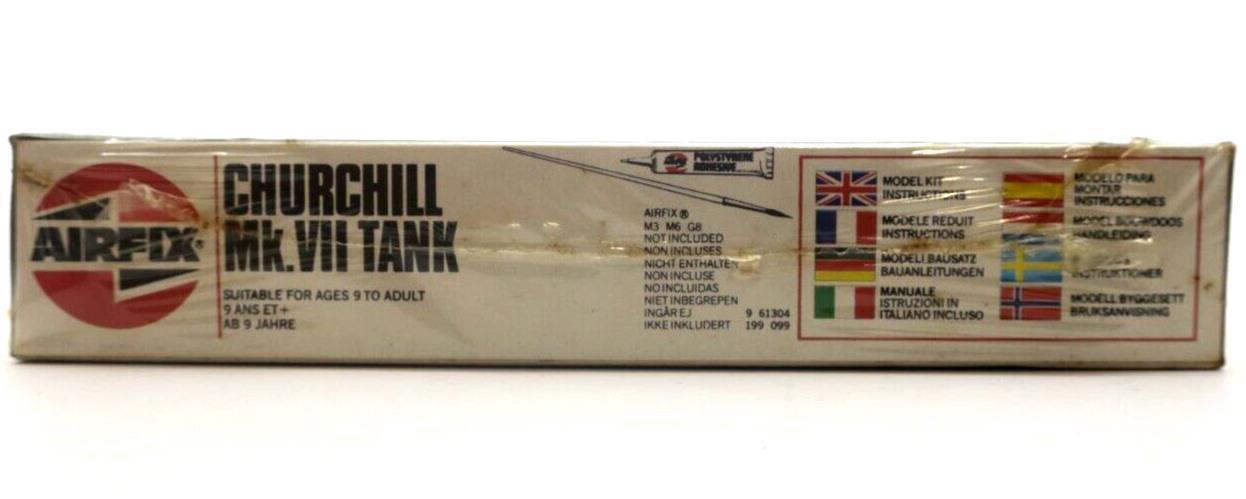 AIRFIX®
CHURCHILL
Mk.VII TANK
SUITABLE FOR AGES 9 TO ADULT
9 ANS ET+
AB 9 JAHRE
POLYSTYRENE
ADHESIVE
AIRFIX®
M3 M6 G8
NOT INCLUDED
NON INCLUSES
NICHT ENTHALTEN
NON INCLUSE
NO INCLUIDAS
NIET INBEGREPEN
INGÅR EJ
IKKE INKLUDERT
9 61304
199 099
MODEL KIT
INSTRUCTIONS
MODELE REDUIT
INSTRUCTIONS
MODELLBAUSATZ
BAUANLEITUNGEN
MANUALE
ISTRUZIONI IN
ITALIANO INCLUSO
MODELO PARA
MONTAR
INSTRUCCIONES
MODEL BOUWDOOS
HANDLEIDING
INSTRUKTIONER
MODELL BYGGESETT
BRUKSANVISNING